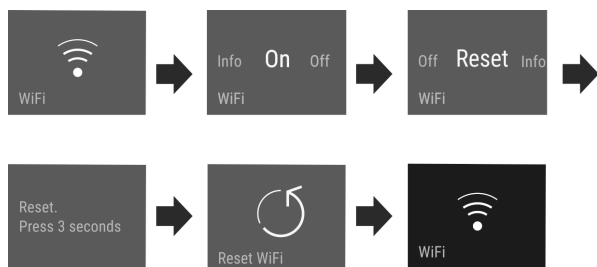 WiFi
Info On Off
WiFi
Off Reset Info
WiFi
Reset.
Press 3 seconds
Reset WiFi
WiFi